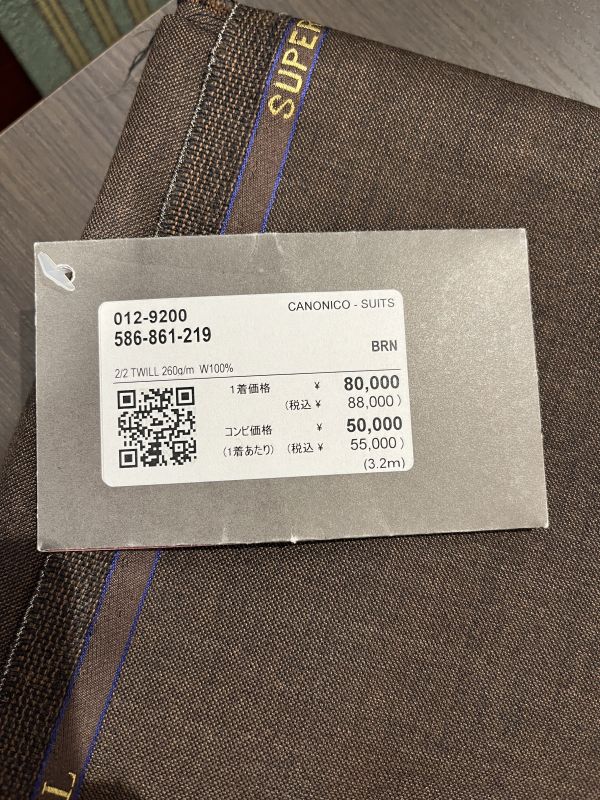 SUPER
012-9200
CANONICO - SUITS
586-861-219
BRN
2/2 TWILL 260g/m W100%
1着価格 ¥ 80,000
(税込 ¥ 88,000 )
コンビ価格 ¥ 50,000
(1着あたり) (税込 ¥ 55,000 )
(3.2m)
L